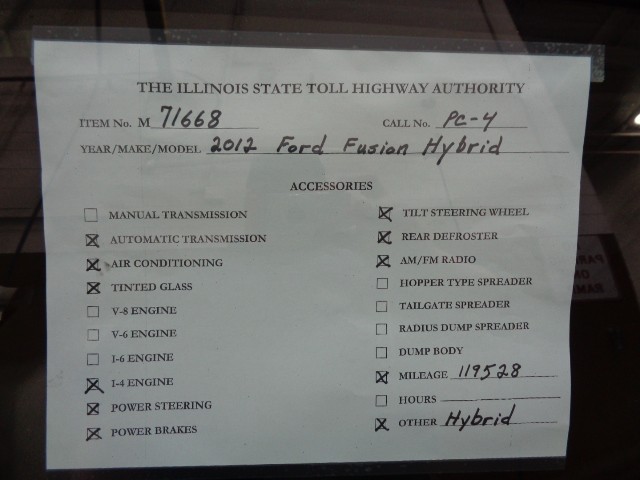 THE ILLINOIS STATE TOLL HIGHWAY AUTHORITY
ITEM No. M 71668 CALL No. PC-4
YEAR/MAKE/MODEL 2012 Ford Fusion Hybrid
ACCESSORIES
MANUAL TRANSMISSION
AUTOMATIC TRANSMISSION
AIR CONDITIONING
TINTED GLASS
V-8 ENGINE
V-6 ENGINE
I-6 ENGINE
I-4 ENGINE
POWER STEERING
POWER BRAKES
TILT STEERING WHEEL
REAR DEFROSTER
AM/FM RADIO
HOPPER TYPE SPREADER
TAILGATE SPREADER
RADIUS DUMP SPREADER
DUMP BODY
MILEAGE 119528
HOURS
OTHER Hybrid